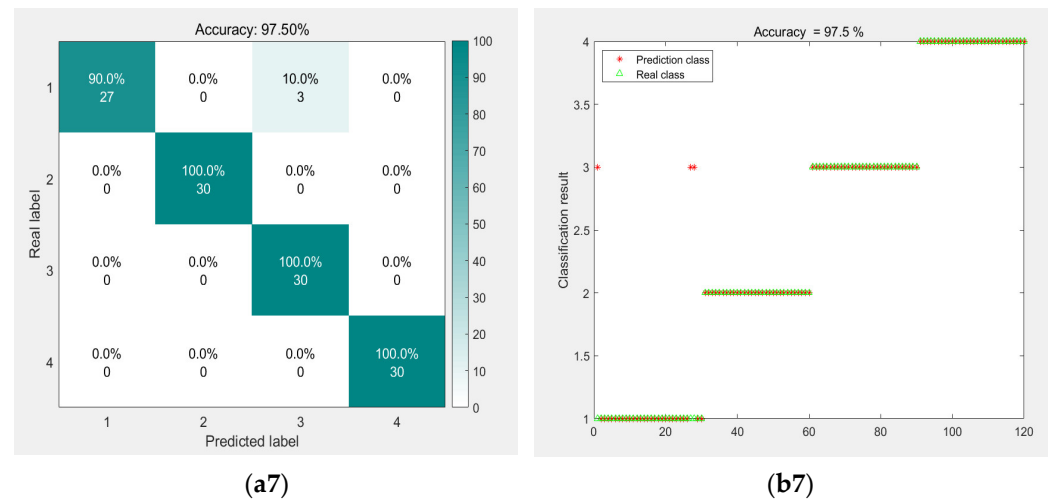 Accuracy: 97.50%
Real label
1
90.0% 0.0% 10.0% 0.0%
27 0 3 0
2
0.0% 100.0% 0.0% 0.0%
0 30 0 0
3
0.0% 0.0% 100.0% 0.0%
0 0 30 0
4
0.0% 0.0% 0.0% 100.0%
0 0 0 30
1 2 3 4
Predicted label
100
90
80
70
60
50
40
30
20
10
0
(a7)
Accuracy = 97.5 %
Prediction class
Real class
Classification result
4
3.5
3
2.5
2
1.5
1
0 20 40 60 80 100 120
(b7)